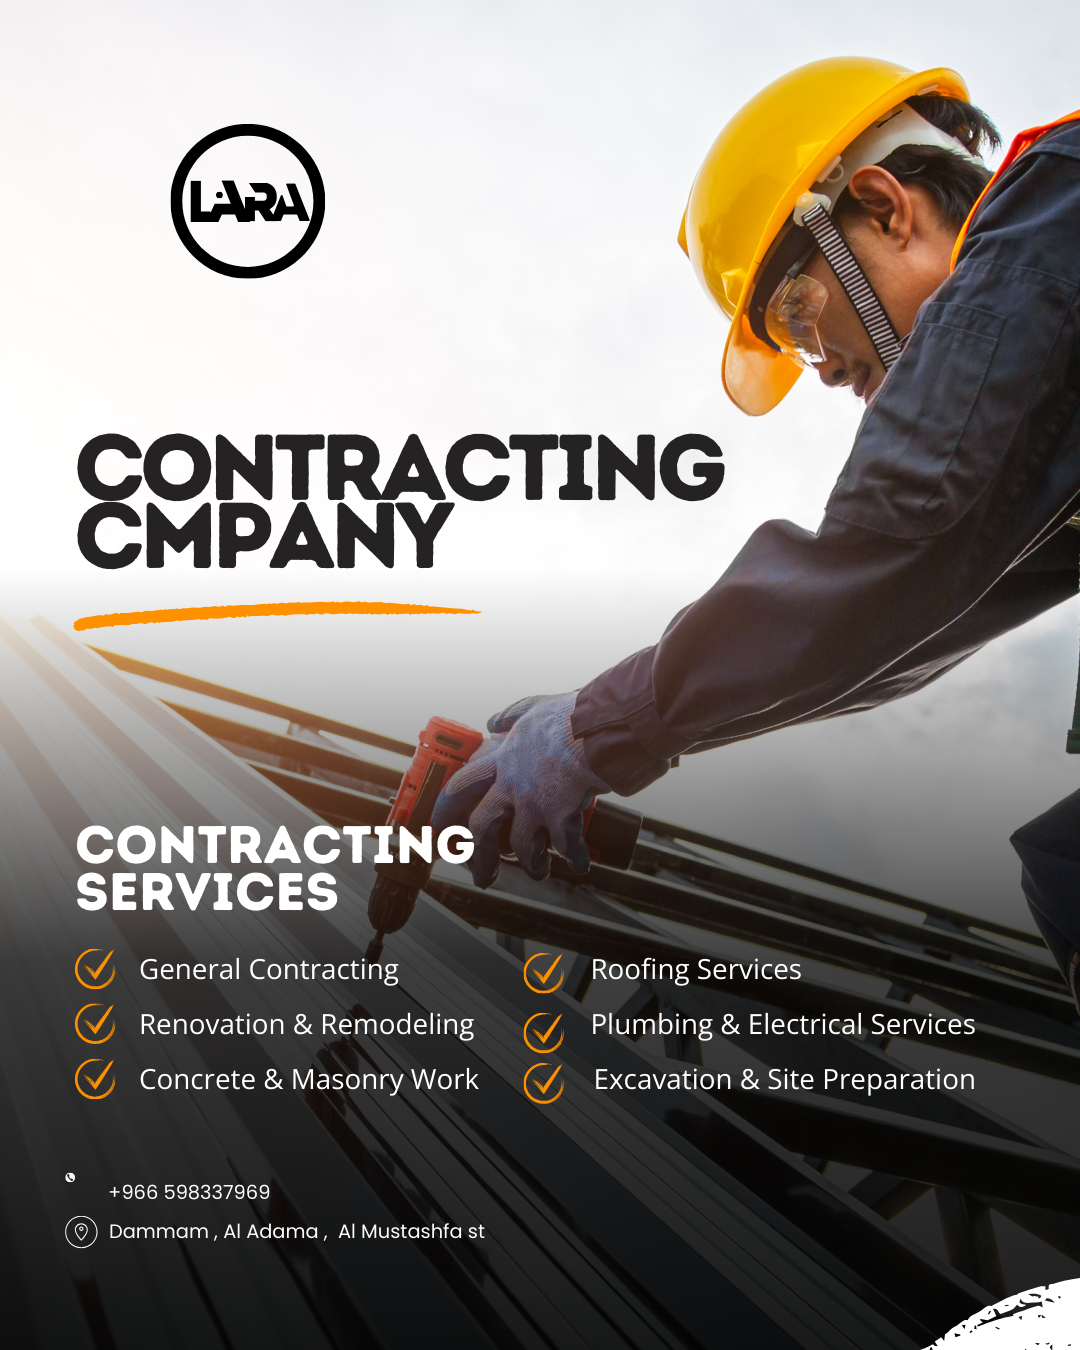 LARA
CONTRACTING
CMPANY
CONTRACTING
SERVICES
General Contracting
Renovation & Remodeling
Concrete & Masonry Work
Roofing Services
Plumbing & Electrical Services
Excavation & Site Preparation
+966 598337969
Dammam , Al Adama ,  Al Mustashfa st